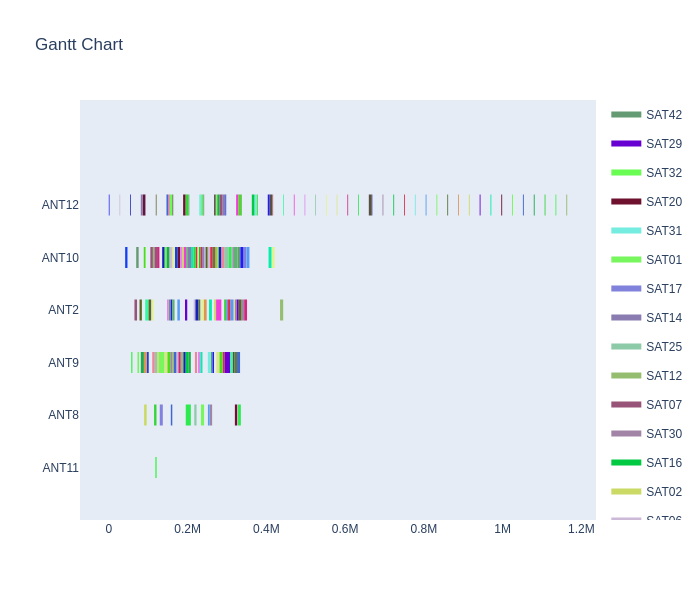 Gantt Chart
ANT12
ANT10
ANT2
ANT9
ANT8
ANT11
0
0.2M
0.4M
0.6M
0.8M
1M
1.2M
SAT42
SAT29
SAT32
SAT20
SAT31
SAT01
SAT17
SAT14
SAT25
SAT12
SAT07
SAT30
SAT16
SAT02